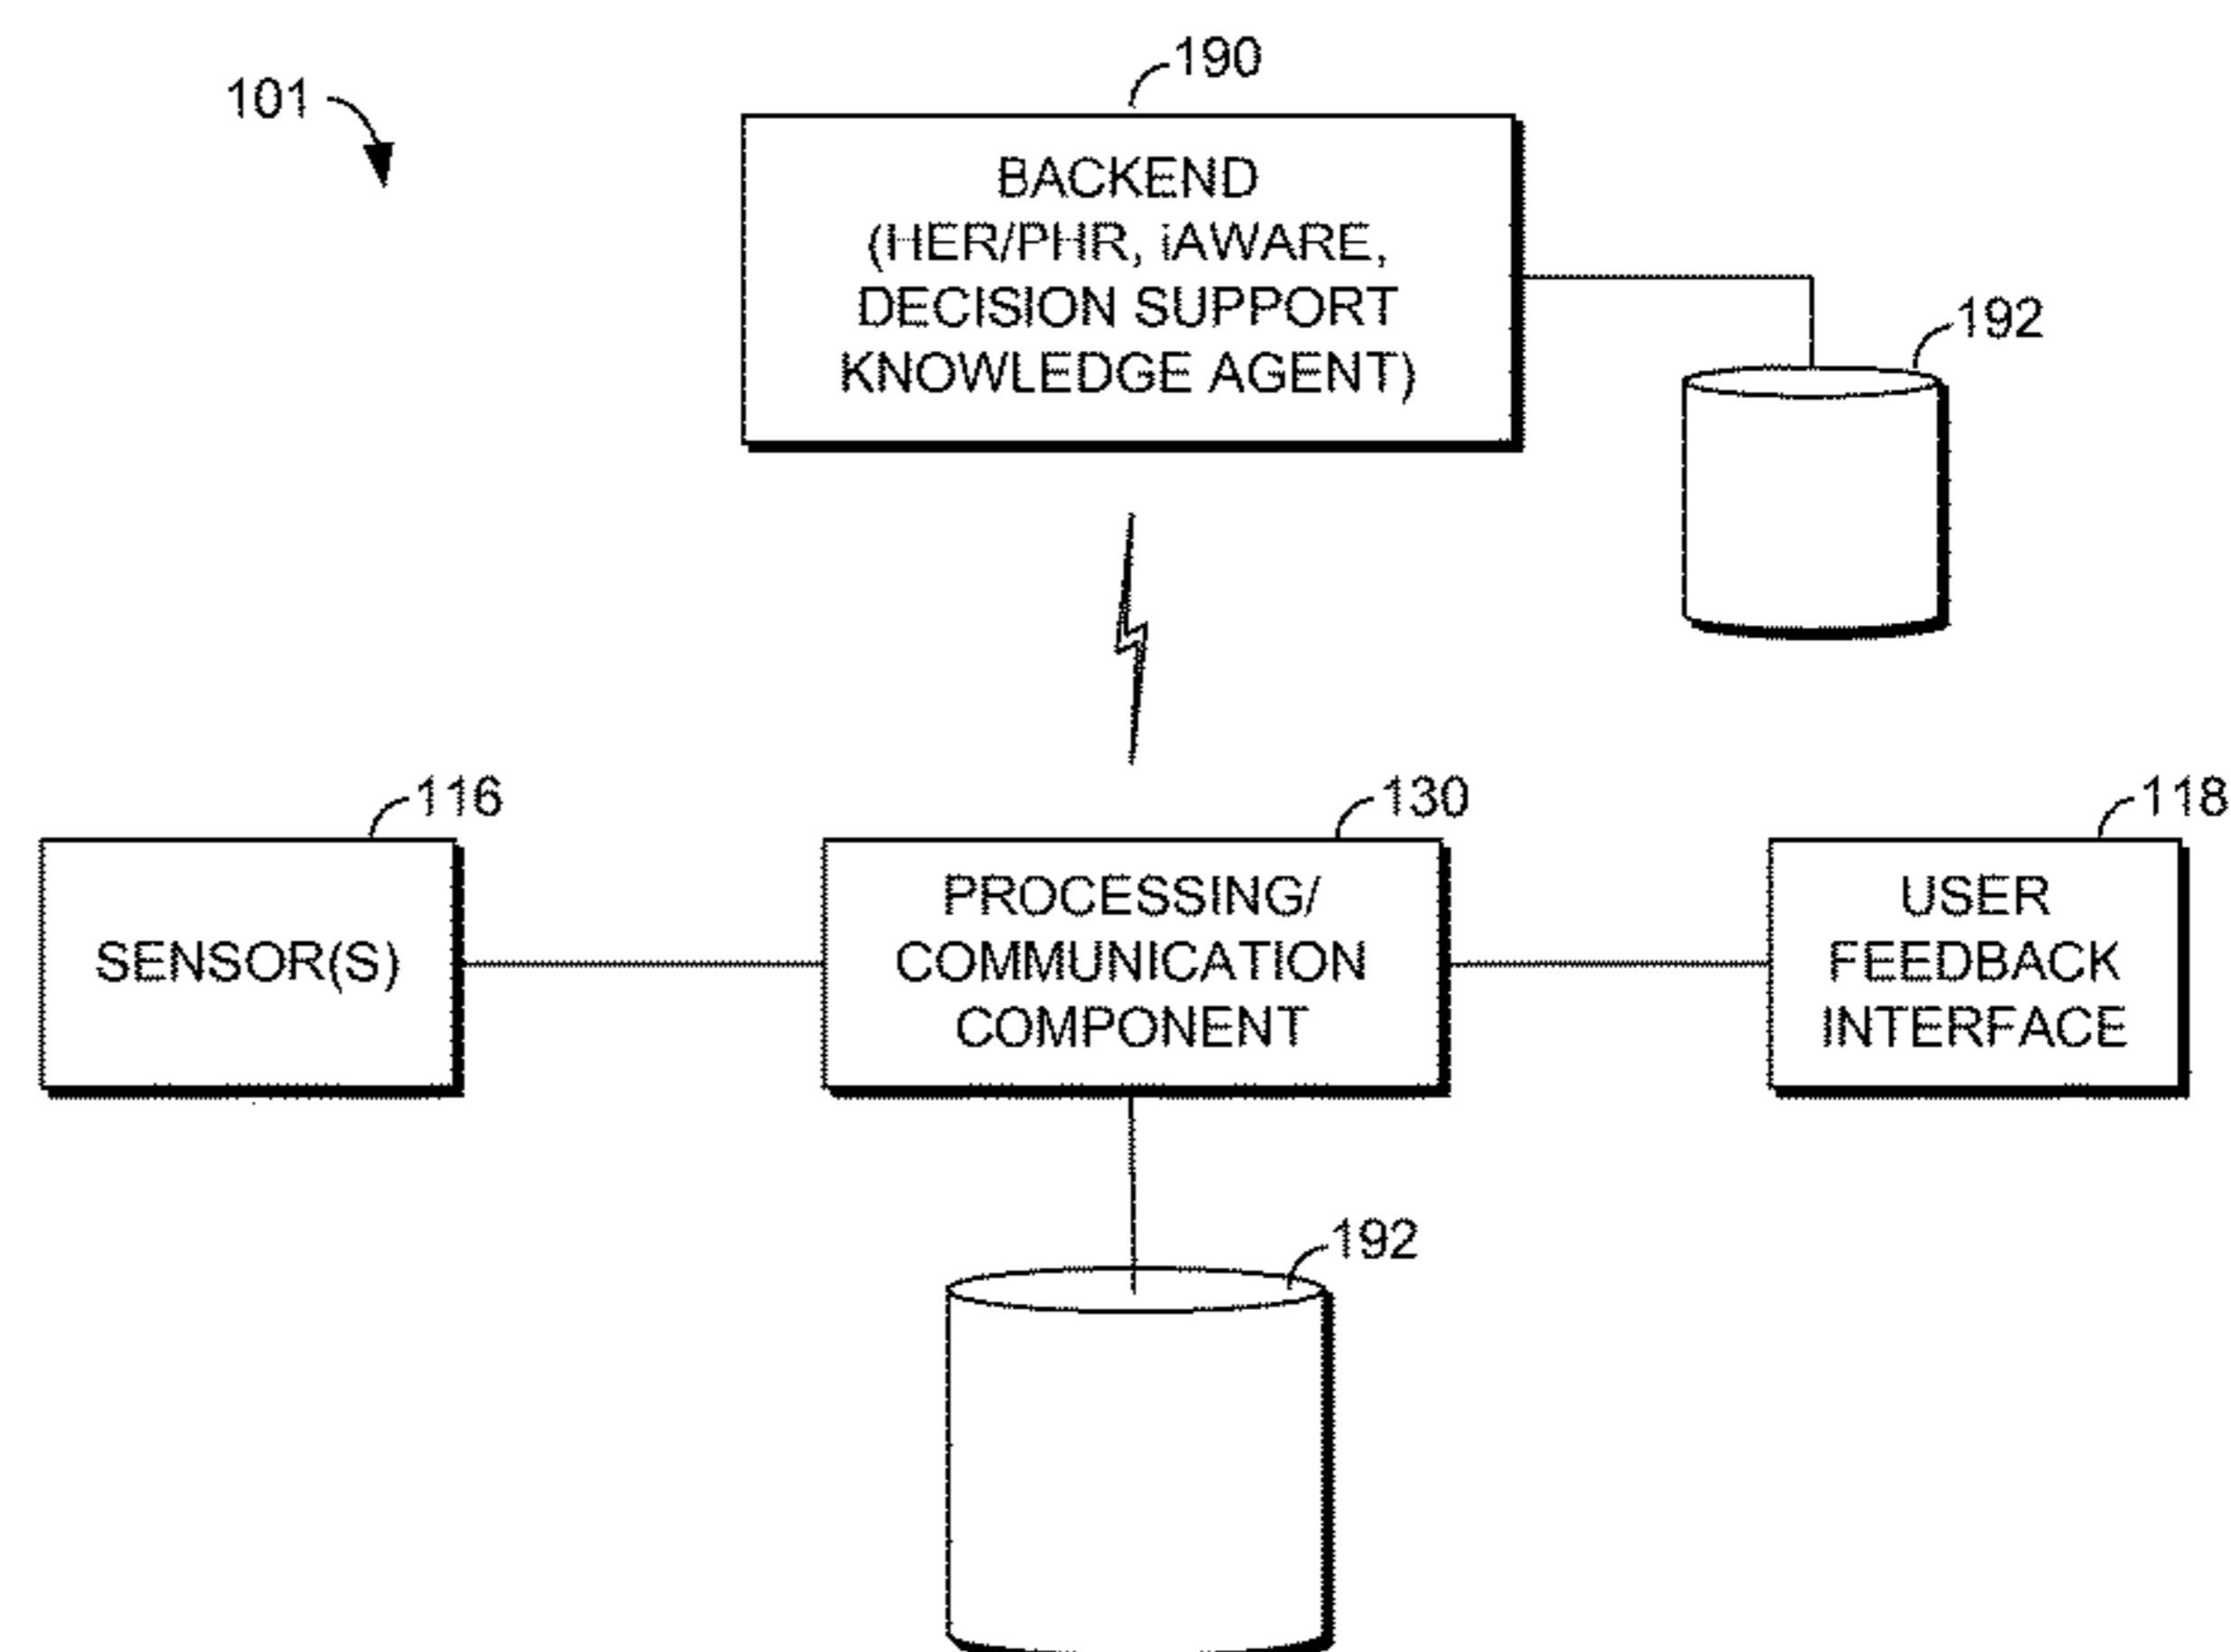 190
101
BACKEND
(HER/PHR, iAWARE,
DECISION SUPPORT
KNOWLEDGE AGENT)
192
116
130
118
SENSOR(S)
PROCESSING/
COMMUNICATION
COMPONENT
USER
FEEDBACK
INTERFACE
192